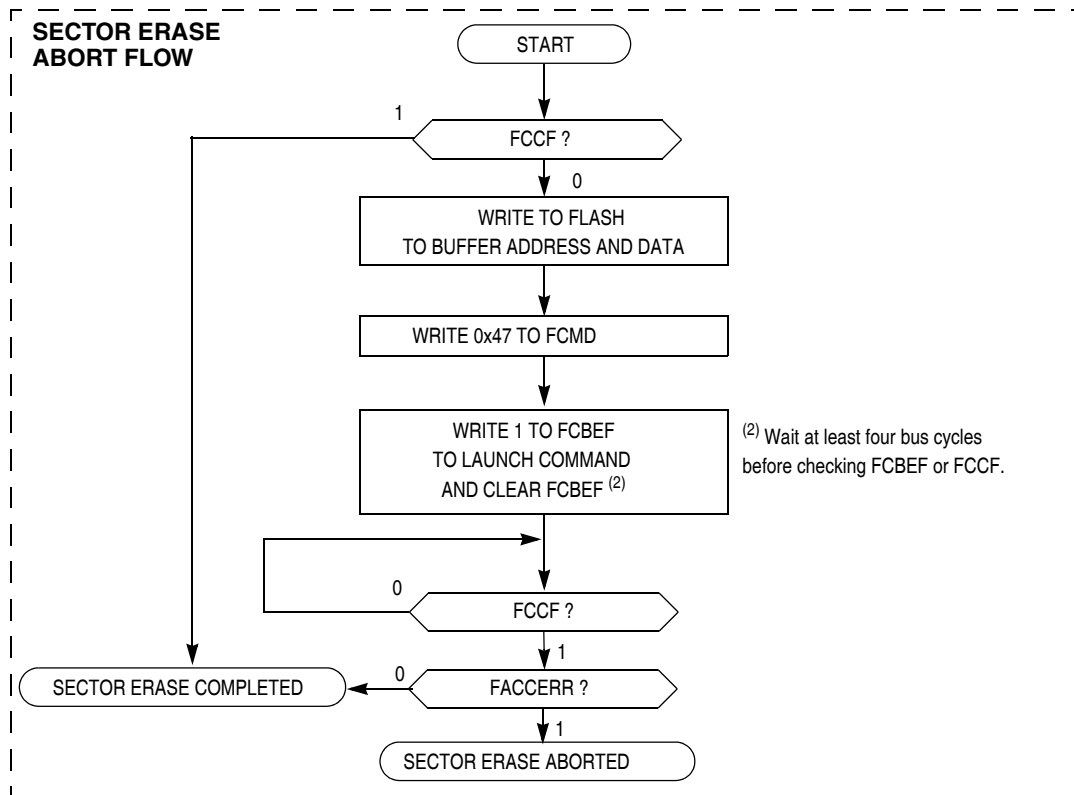 SECTOR ERASE
ABORT FLOW
START
1
FCCF ?
0
WRITE TO FLASH
TO BUFFER ADDRESS AND DATA
WRITE 0x47 TO FCMD
WRITE 1 TO FCBEF
TO LAUNCH COMMAND
AND CLEAR FCBEF (2)
(2) Wait at least four bus cycles
before checking FCBEF or FCCF.
0
FCCF ?
1
SECTOR ERASE COMPLETED
0
FACCERR ?
1
SECTOR ERASE ABORTED